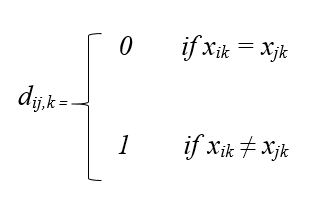 0 if x_{ik} = x_{jk}
d_{ij,k} =
1 if x_{ik} ≠ x_{jk}